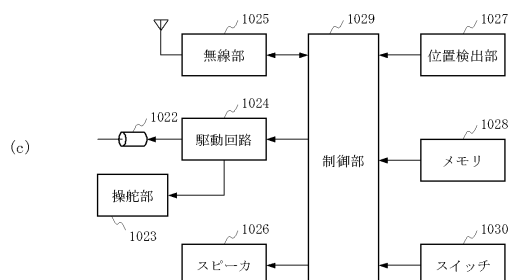 1025
1029
1027
無線部
位置検出部
1024
1022
1028
(c)
駆動回路
制御部
メモリ
操舵部
1023
1026
1030
スピーカ
スイッチ